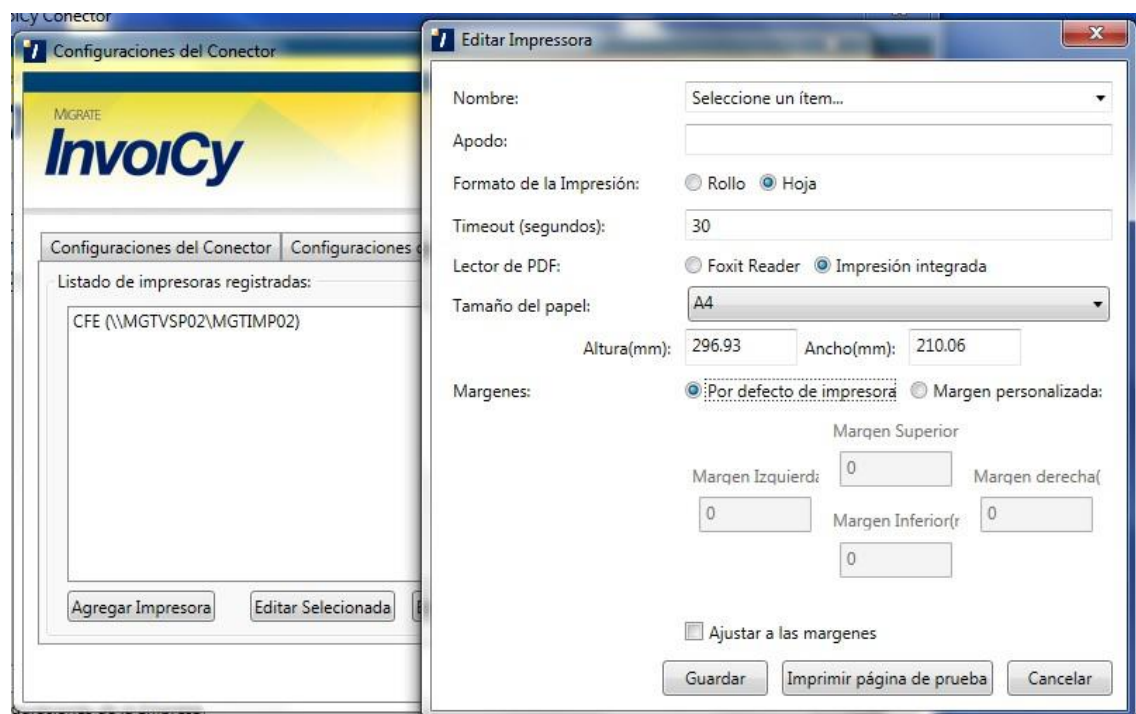 Conector
Configuraciones del Conector
MIGRATE
InvoiCy
Configuraciones del Conector
Configuraciones
Listado de impresoras registradas:
CFE (\\MGTVSP02\MGTIMP02)
Agregar Impresora
Editar Selecionada
Editar Impressora
Nombre:
Seleccione un ítem...
Apodo:
Formato de la Impresión:
Rollo
Hoja
Timeout (segundos):
30
Lector de PDF:
Foxit Reader
Impresión integrada
Tamaño del papel:
A4
Altura(mm):
296.93
Ancho(mm):
210.06
Margenes:
Por defecto de impresora
Margen personalizada:
Margen Superior
0
Margen Izquierda
0
Margen derecha(
0
Margen Inferior(r
0
Ajustar a las margenes
Guardar
Imprimir página de prueba
Cancelar